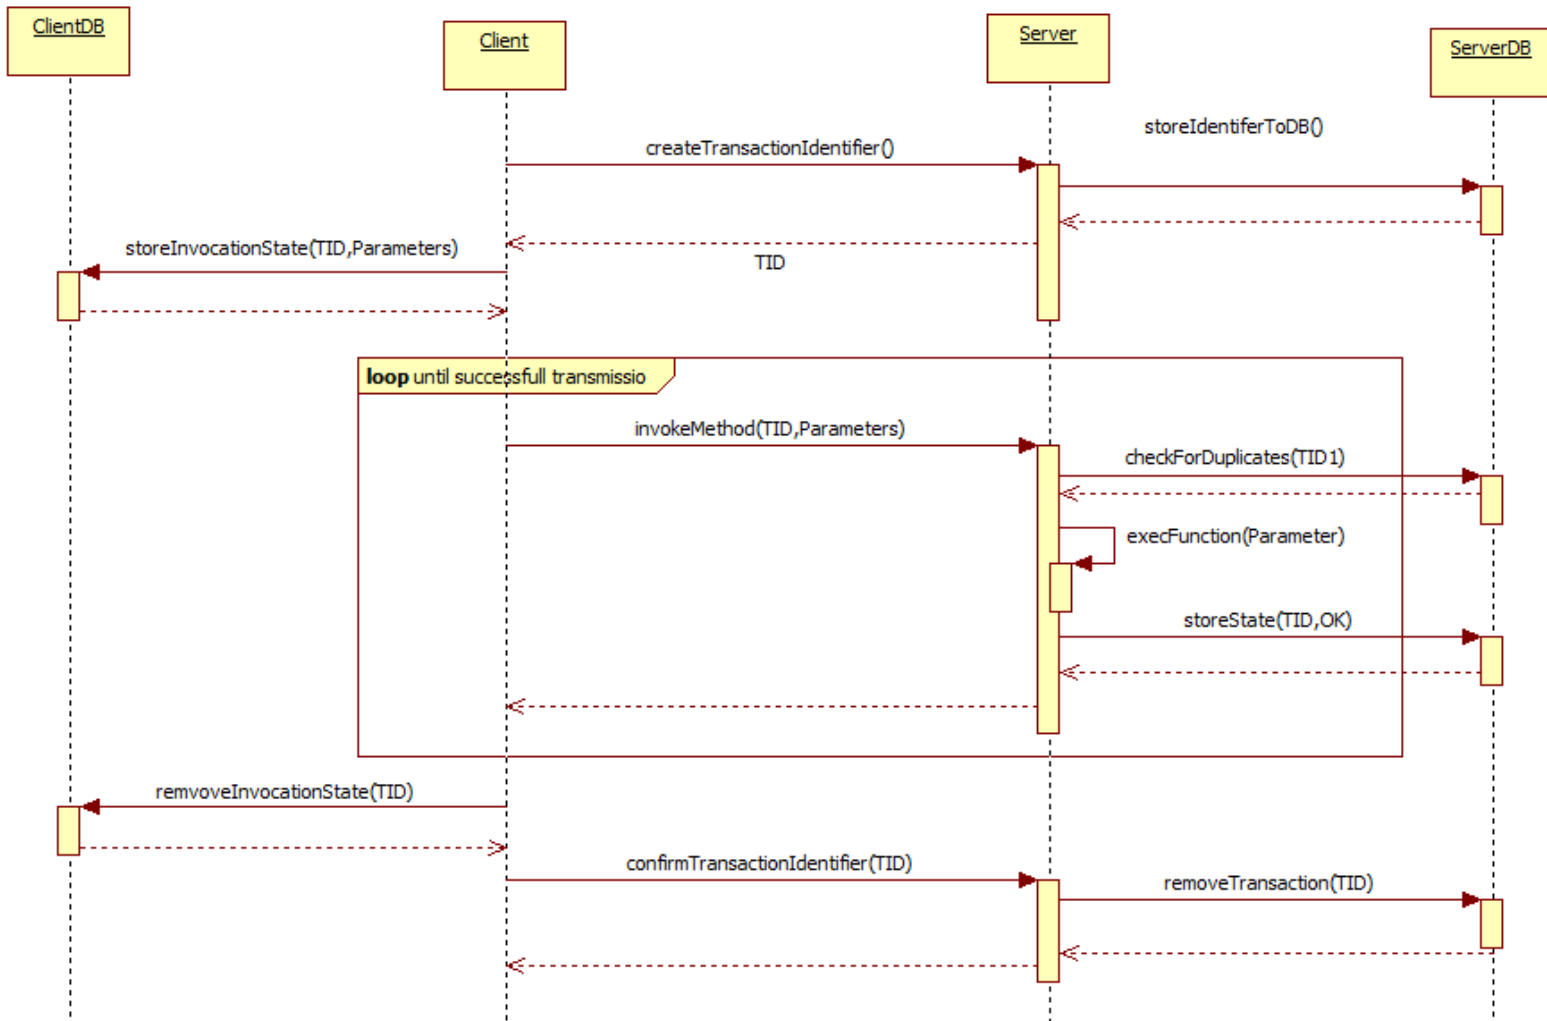 ClientDB
Client
Server
ServerDB
storeIdentiferToDB()
createTransactionIdentifier()
storeInvocationState(TID,Parameters)
TID
loop until successfull transmissio
invokeMethod(TID,Parameters)
checkForDuplicates(TID1)
execFunction(Parameter)
storeState(TID,OK)
remvoveInvocationState(TID)
confirmTransactionIdentifier(TID)
removeTransaction(TID)